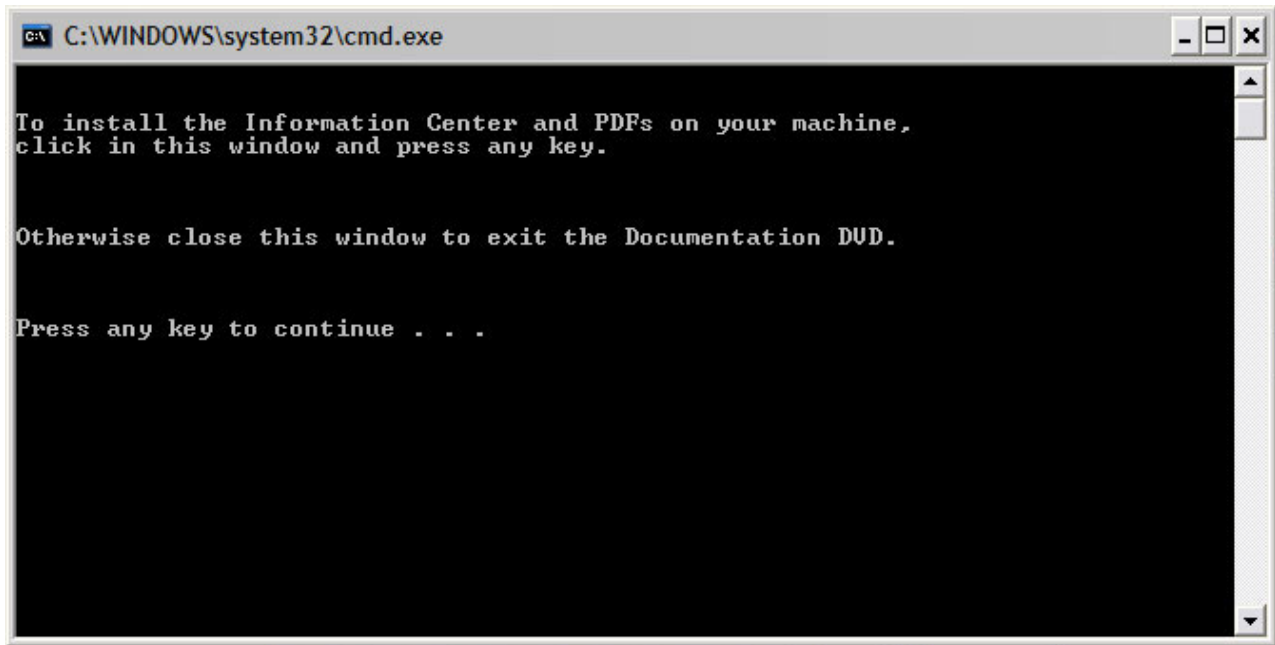 C:\WINDOWS\system32\cmd.exe
To install the Information Center and PDFs on your machine,
click in this window and press any key.
Otherwise close this window to exit the Documentation DVD.
Press any key to continue . . .